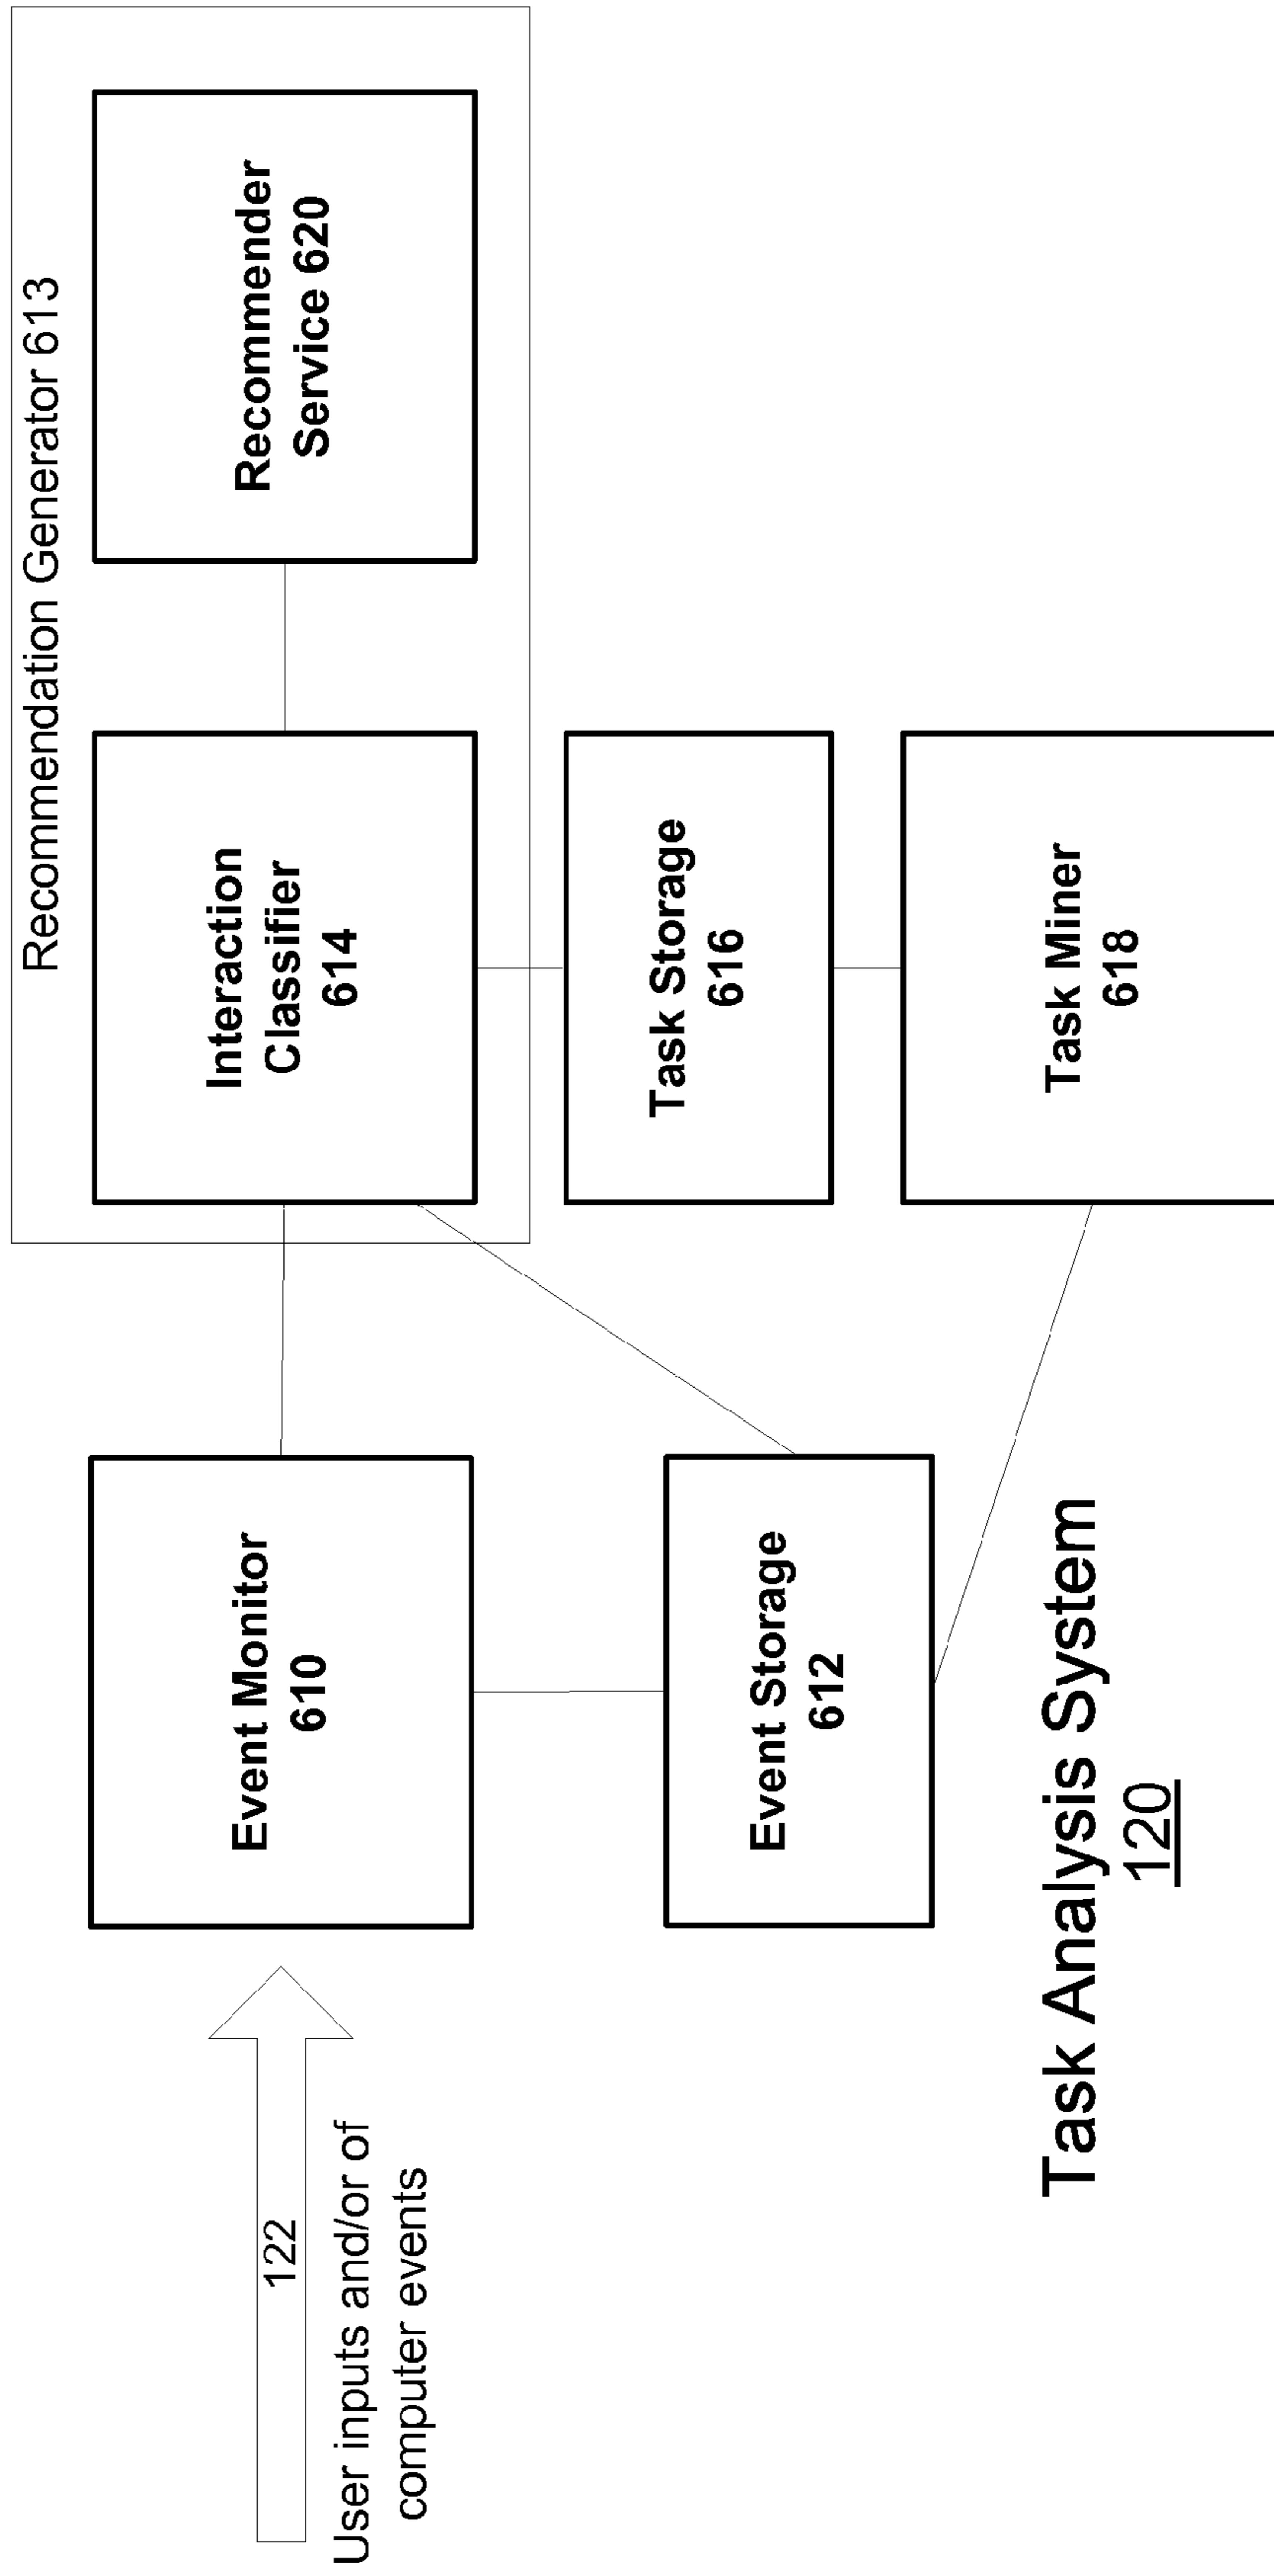 Recommendation Generator 613
122
User inputs and/or of
computer events
Event Monitor
610
Interaction
Classifier
614
Recommender
Service 620
Event Storage
612
Task Storage
616
Task Miner
618
Task Analysis System
120